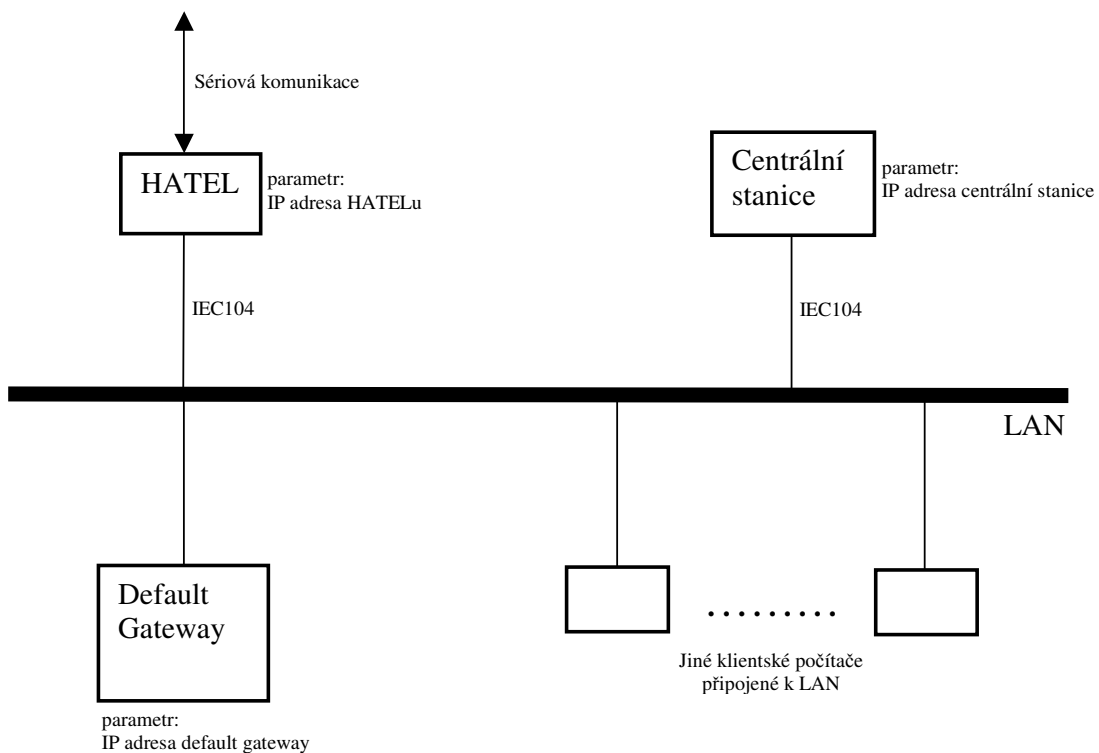 Sériová komunikace
HATEL
parametr:
IP adresa HATELu
Centrální
stanice
parametr:
IP adresa centrální stanice
IEC104
IEC104
LAN
Default
Gateway
parametr:
IP adresa default gateway
.........
Jiné klientské počítače
připojené k LAN